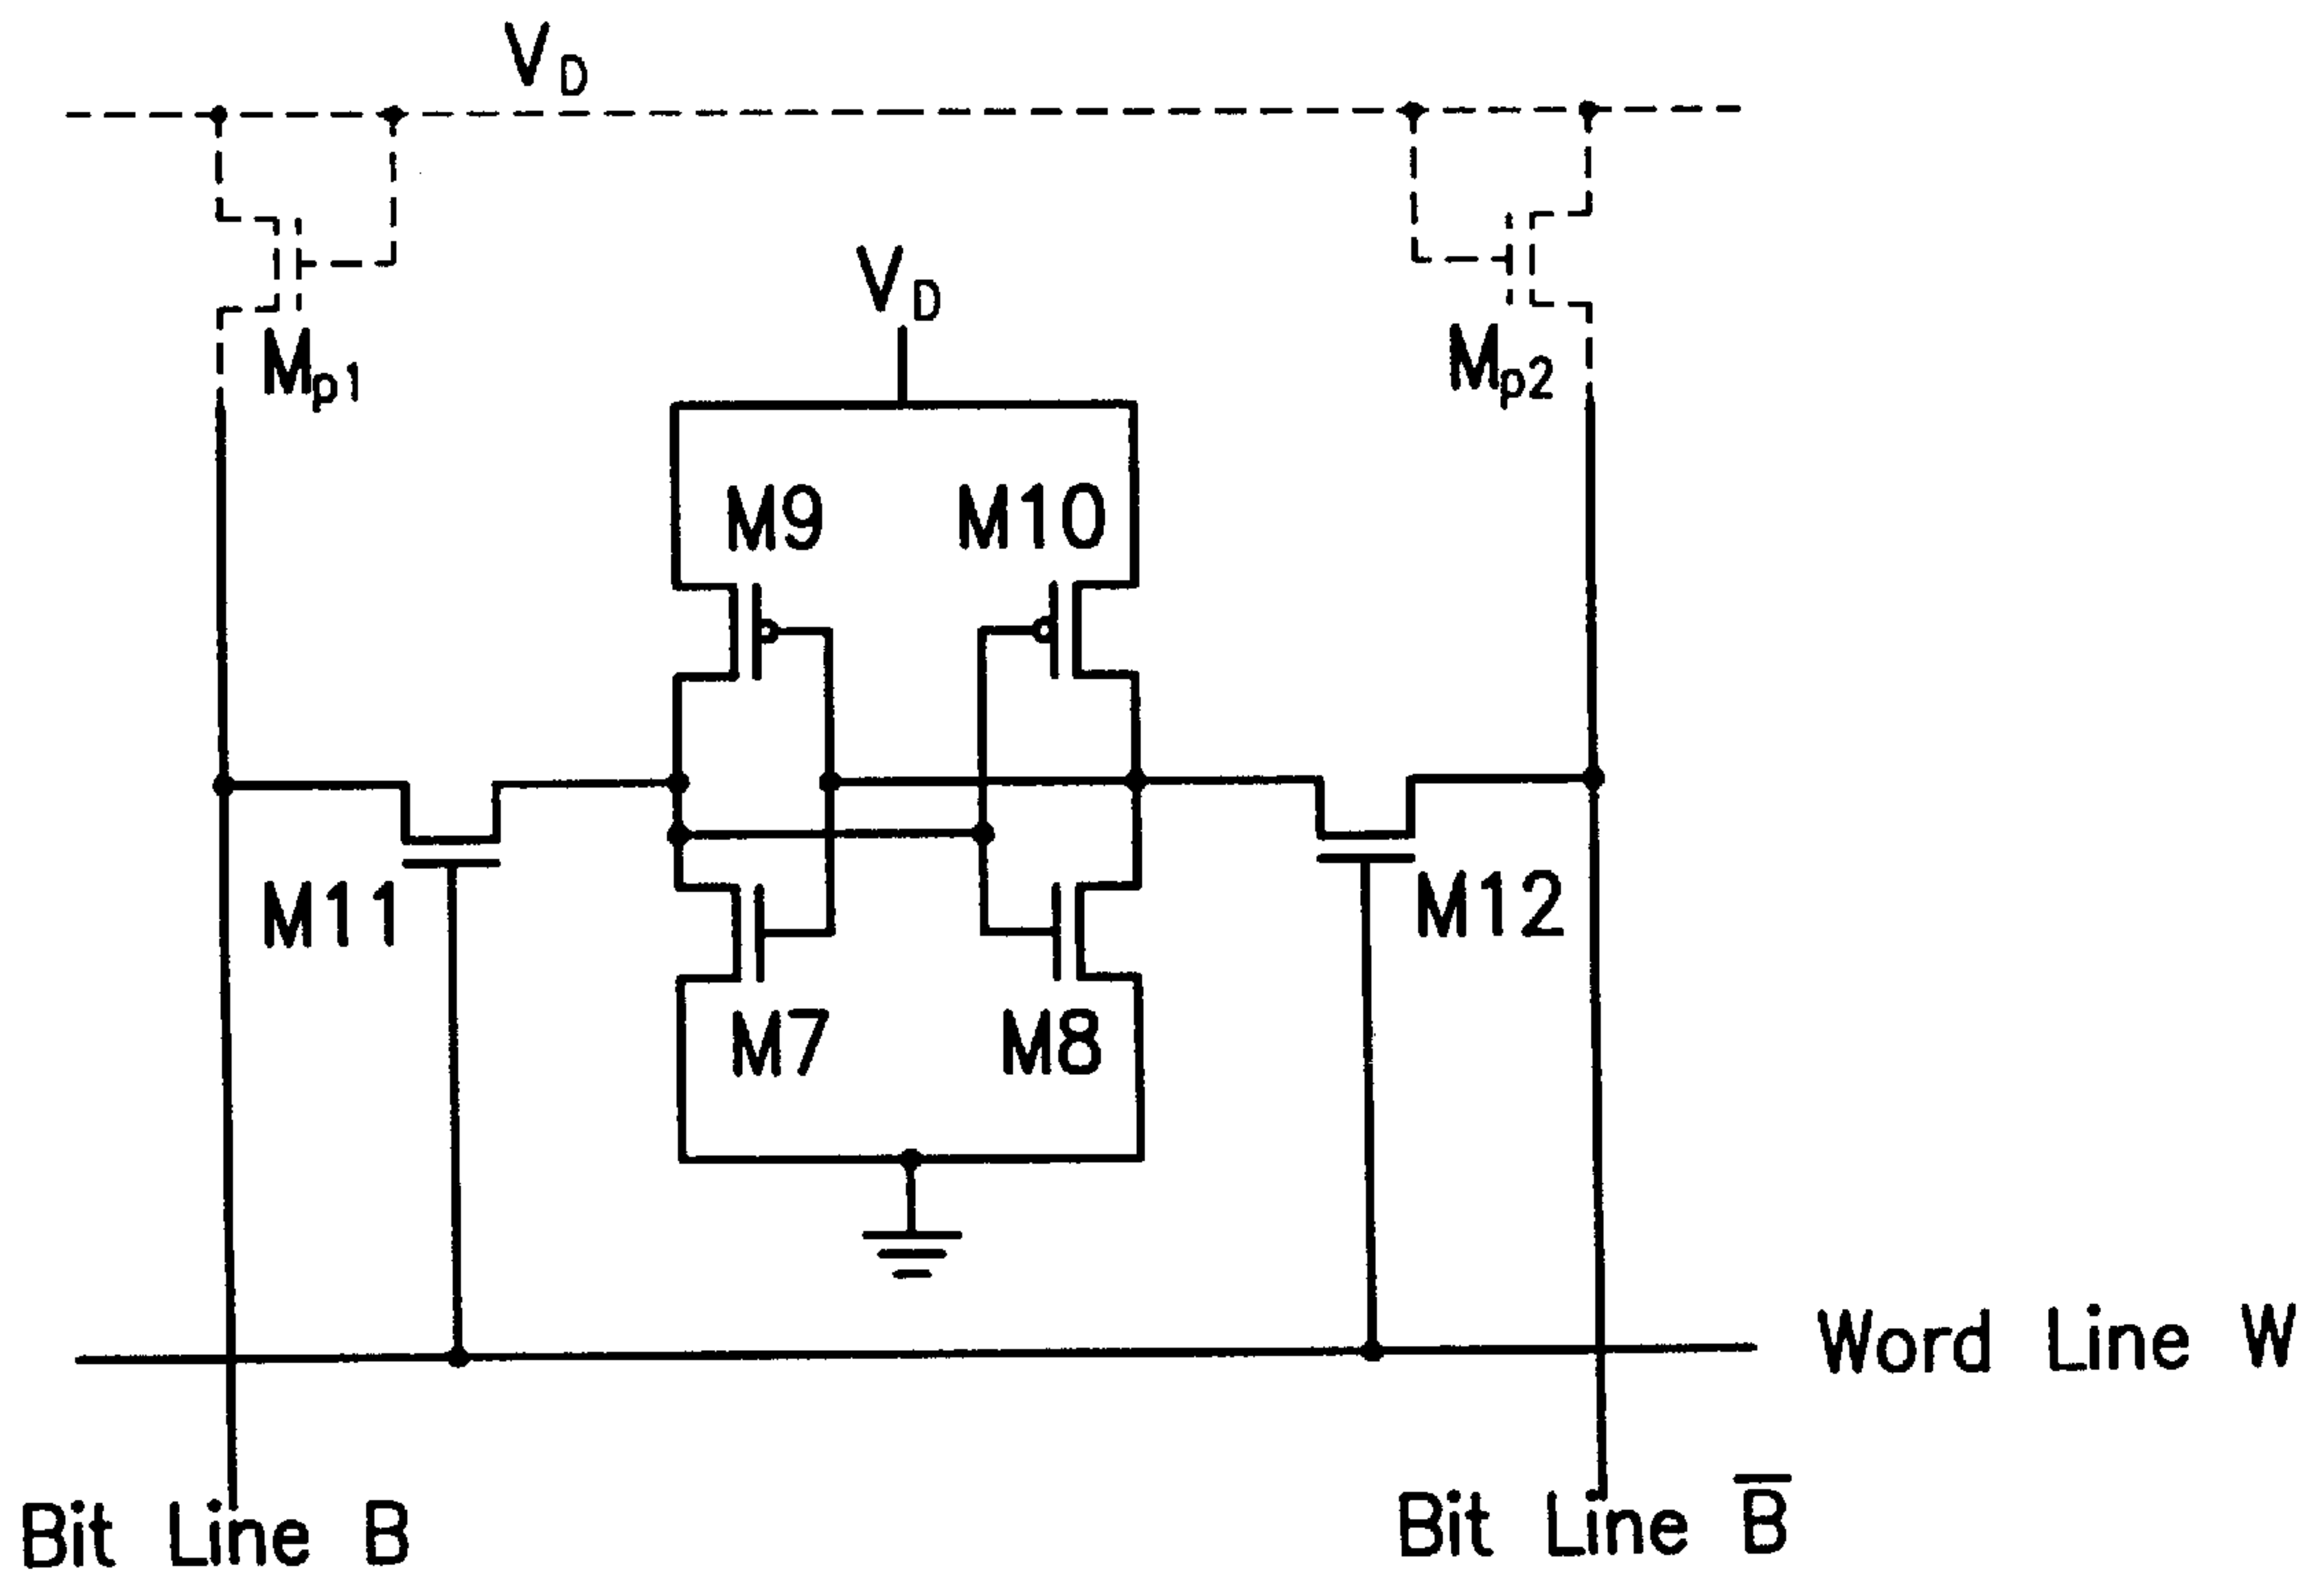 V_D
V_D
M_p1
M_p2
M9
M10
M11
M12
M7
M8
Word Line W
Bit Line B
Bit Line B̅